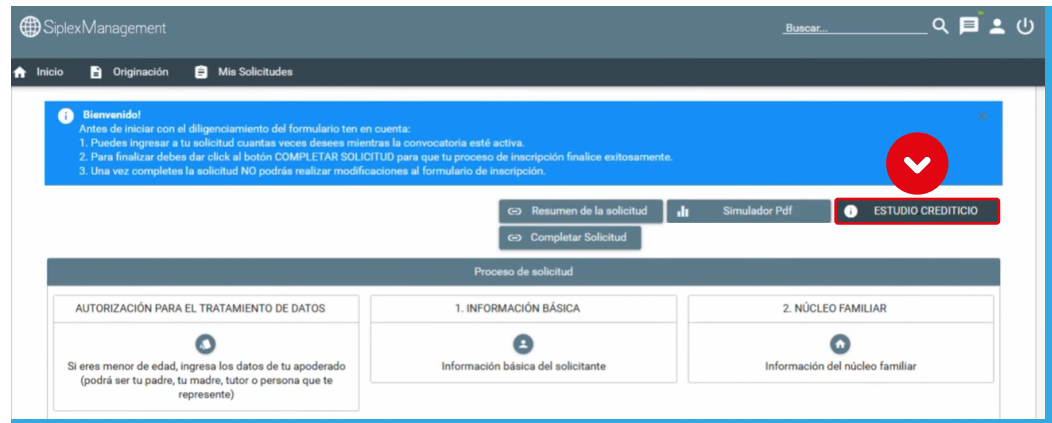 SiplexManagement
Buscar...
Inicio
Originación
Mis Solicitudes
Bienvenido!
Antes de iniciar con el diligenciamiento del formulario ten en cuenta:
1. Puedes ingresar a tu solicitud cuantas veces desees mientras la convocatoria esté activa.
2. Para finalizar debes dar click al botón COMPLETAR SOLICITUD para que tu proceso de inscripción finalice exitosamente.
3. Una vez completes la solicitud NO podrás realizar modificaciones al formulario de inscripción.
Resumen de la solicitud
Simulador Pdf
ESTUDIO CREDITICIO
Completar Solicitud
Proceso de solicitud
AUTORIZACIÓN PARA EL TRATAMIENTO DE DATOS
Si eres menor de edad, ingresa los datos de tu apoderado
(podrá ser tu padre, tu madre, tutor o persona que te
represente)
1. INFORMACIÓN BÁSICA
Información básica del solicitante
2. NÚCLEO FAMILIAR
Información del núcleo familiar